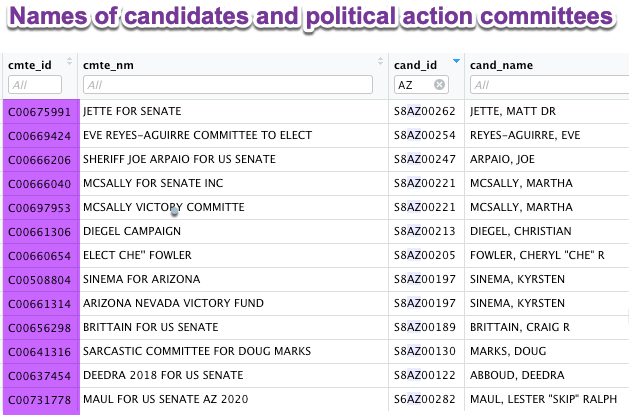 Names of candidates and political action committees
cmte_id cmte_nm cand_id cand_name
All All AZ All
C00675991 JETTE FOR SENATE S8AZ00262 JETTE, MATT DR
C00669424 EVE REYES-AGUIRRE COMMITTEE TO ELECT S8AZ00254 REYES-AGUIRRE, EVE
C00666206 SHERIFF JOE ARPAIO FOR US SENATE S8AZ00247 ARPAIO, JOE
C00666040 MCSALLY FOR SENATE INC S8AZ00221 MCSALLY, MARTHA
C00697953 MCSALLY VICTORY COMMITTE S8AZ00221 MCSALLY, MARTHA
C00661306 DIEGEL CAMPAIGN S8AZ00213 DIEGEL, CHRISTIAN
C00660654 ELECT CHE" FOWLER S8AZ00205 FOWLER, CHERYL "CHE" R
C00508804 SINEMA FOR ARIZONA S8AZ00197 SINEMA, KYRSTEN
C00661314 ARIZONA NEVADA VICTORY FUND S8AZ00197 SINEMA, KYRSTEN
C00656298 BRITTAIN FOR US SENATE S8AZ00189 BRITTAIN, CRAIG R
C00641316 SARCASTIC COMMITTEE FOR DOUG MARKS S8AZ00130 MARKS, DOUG
C00637454 DEEDRA 2018 FOR US SENATE S8AZ00122 ABBOUD, DEEDRA
C00731778 MAUL FOR US SENATE AZ 2020 S6AZ00282 MAUL, LESTER "SKIP" RALPH